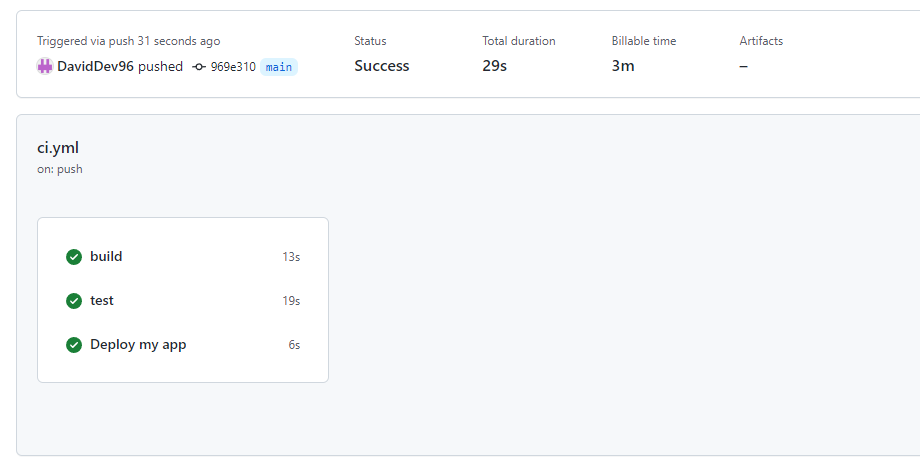 Triggered via push 31 seconds ago
DavidDev96 pushed 969e310 main
Status
Success
Total duration
29s
Billable time
3m
Artifacts
–
ci.yml
on: push
build 13s
test 19s
Deploy my app 6s